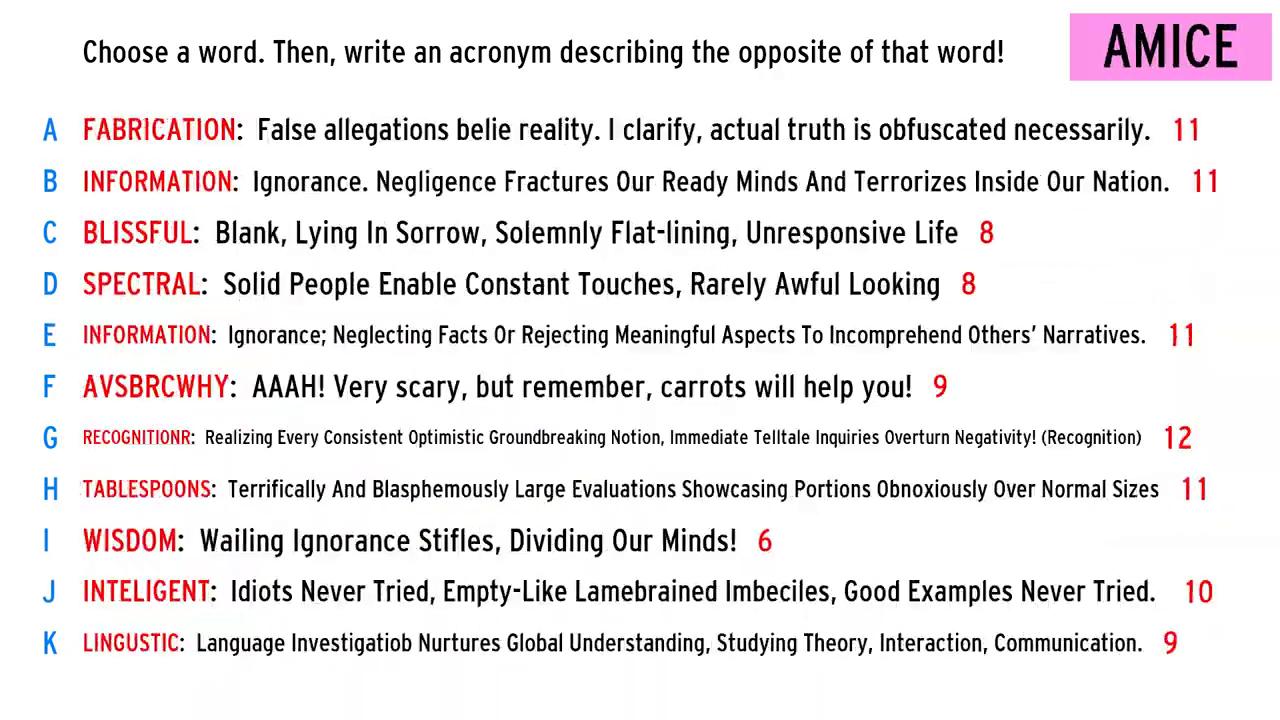 Choose a word. Then, write an acronym describing the opposite of that word!
AMICE
A FABRICATION: False allegations belie reality. I clarify, actual truth is obfuscated necessarily. 11
B INFORMATION: Ignorance. Negligence Fractures Our Ready Minds And Terrorizes Inside Our Nation. 11
C BLISSFUL: Blank, Lying In Sorrow, Solemnly Flat-lining, Unresponsive Life 8
D SPECTRAL: Solid People Enable Constant Touches, Rarely Awful Looking 8
E INFORMATION: Ignorance; Neglecting Facts Or Rejecting Meaningful Aspects To Incomprehend Others' Narratives. 11
F AVSBRCWHY: AAAH! Very scary, but remember, carrots will help you! 9
G RECOGNITIONR: Realizing Every Consistent Optimistic Groundbreaking Notion, Immediate Telltale Inquiries Overturn Negativity! (Recognition) 12
H TABLESPOONS: Terrifically And Blasphemously Large Evaluations Showcasing Portions Obnoxiously Over Normal Sizes 11
I WISDOM: Wailing Ignorance Stifles, Dividing Our Minds! 6
J INTELIGENT: Idiots Never Tried, Empty-Like Lamebrained Imbeciles, Good Examples Never Tried. 10
K LINGUSTIC: Language Investigatiob Nurtures Global Understanding, Studying Theory, Interaction, Communication. 9